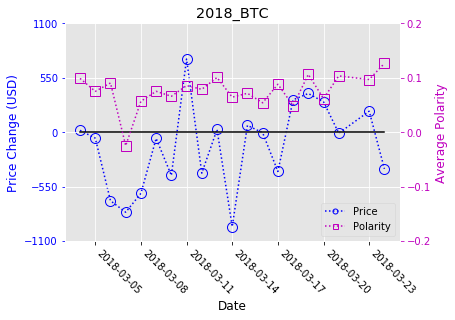 2018_BTC
1100
550
0
−550
−1100
Price Change (USD)
0.2
0.1
0.0
−0.1
−0.2
Average Polarity
Price
Polarity
2018-03-05
2018-03-08
2018-03-11
2018-03-14
2018-03-17
2018-03-20
2018-03-23
Date